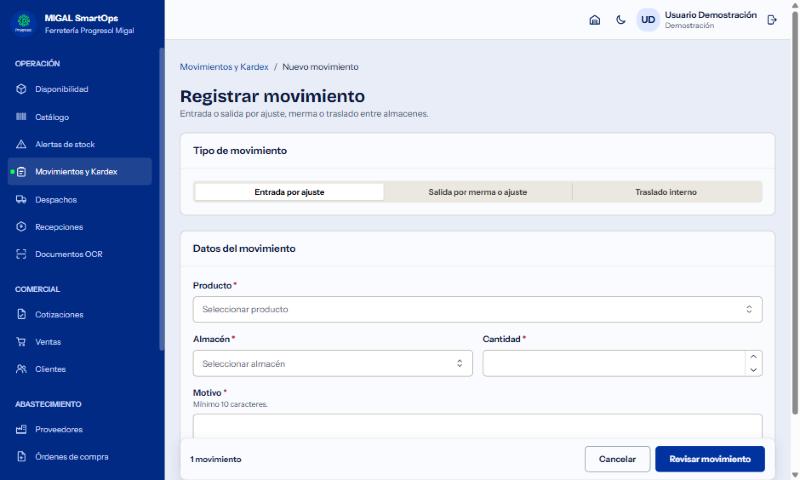 MIGAL SmartOps
Ferretería Progresol Migal
OPERACIÓN
Disponibilidad
Catálogo
Alertas de stock
Movimientos y Kardex
Despachos
Recepciones
Documentos OCR
COMERCIAL
Cotizaciones
Ventas
Clientes
ABASTECIMIENTO
Proveedores
Órdenes de compra
UD
Usuario Demostración
Demostración
Movimientos y Kardex / Nuevo movimiento
Registrar movimiento
Entrada o salida por ajuste, merma o traslado entre almacenes.
Tipo de movimiento
Entrada por ajuste
Salida por merma o ajuste
Traslado interno
Datos del movimiento
Producto *
Seleccionar producto
Almacén * Cantidad *
Seleccionar almacén
Motivo *
Mínimo 10 caracteres.
1 movimiento
Cancelar
Revisar movimiento